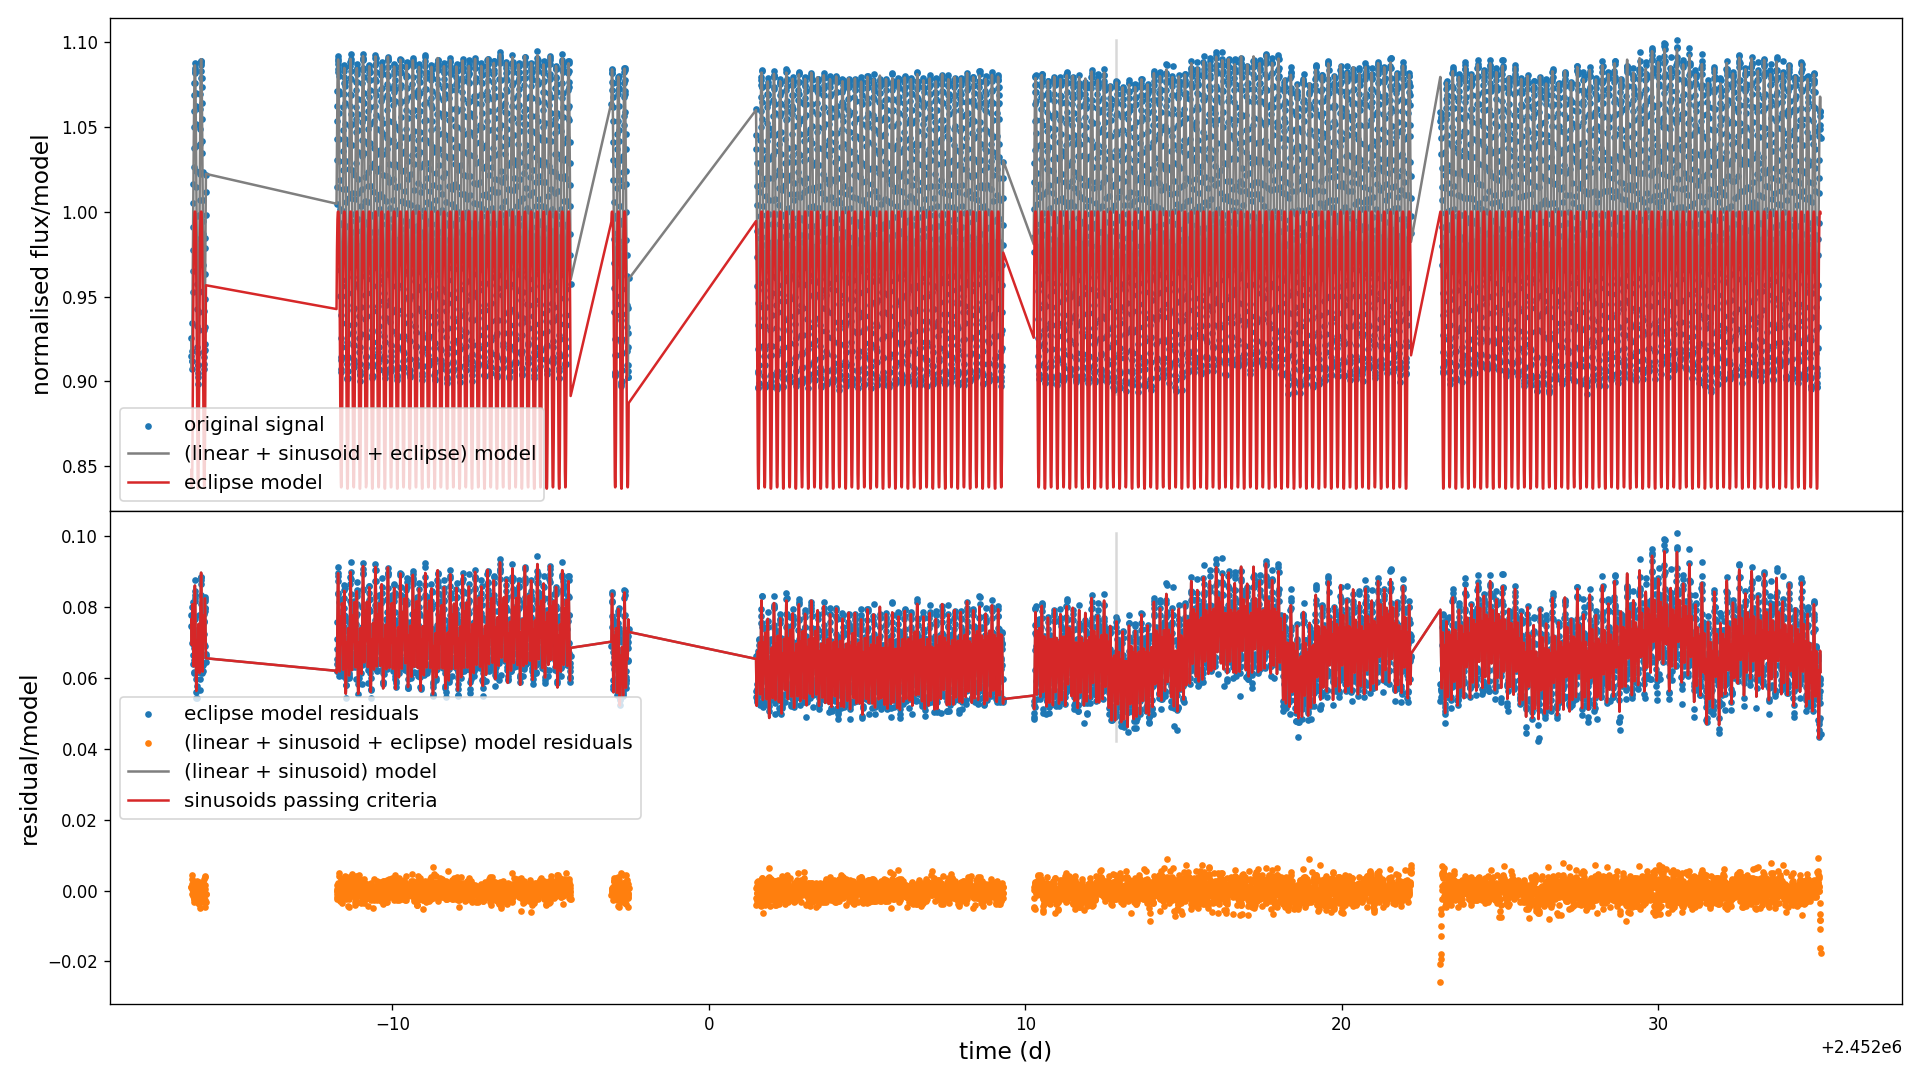 normalised flux/model
1.10
1.05
1.00
0.95
0.90
0.85
original signal
(linear + sinusoid + eclipse) model
eclipse model
residual/model
0.10
0.08
0.06
0.04
0.02
0.00
−0.02
eclipse model residuals
(linear + sinusoid + eclipse) model residuals
(linear + sinusoid) model
sinusoids passing criteria
−10 0 10 20 30
time (d)
+2.452e6